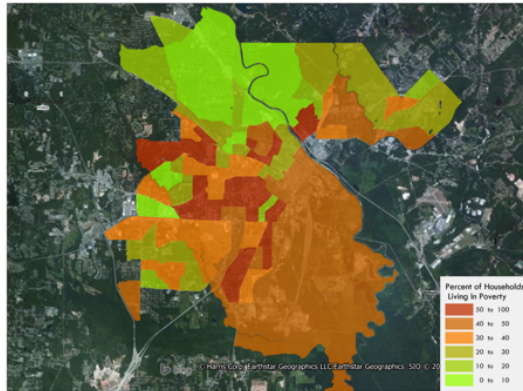 Percent of Households
Living In Poverty
50 to 100
40 to 50
30 to 40
20 to 30
10 to 20
0 to 10
© Harris Corp, Earthstar Geographics LLC Earthstar Geographics SIO © 20